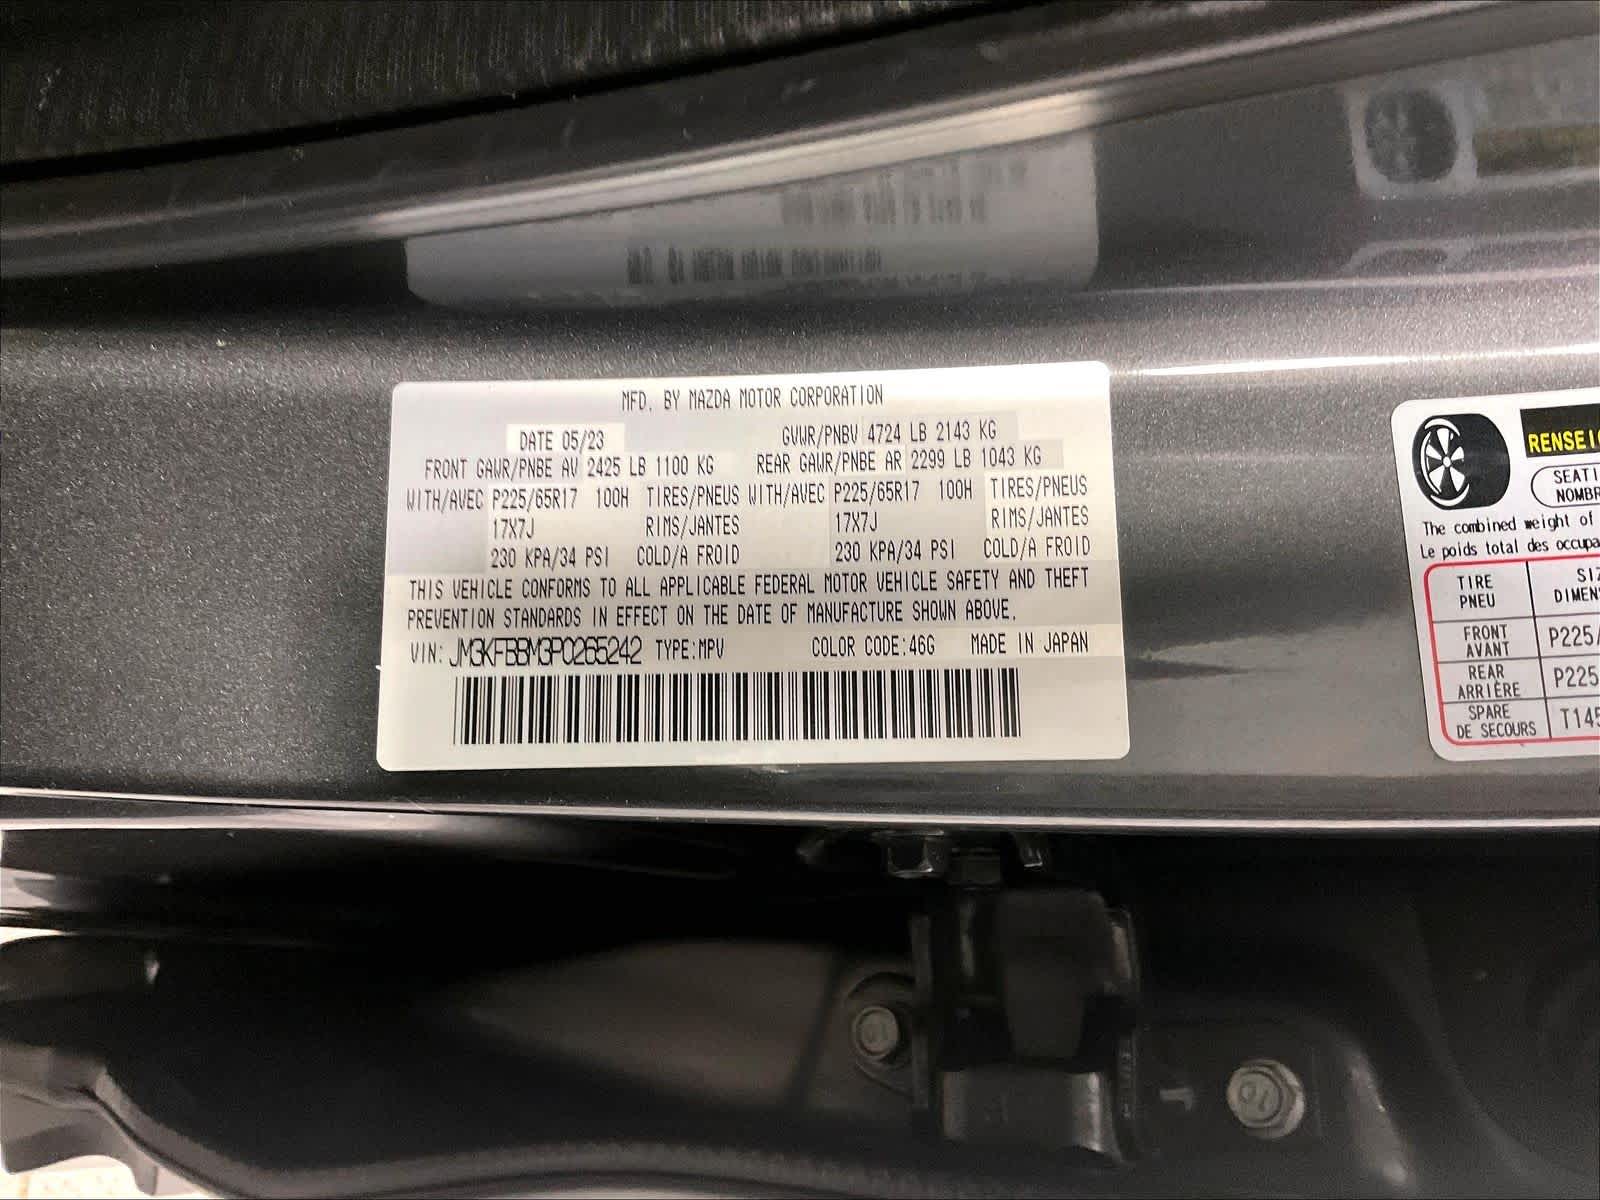 MFD. BY MAZDA MOTOR CORPORATION
DATE 05/23 GVWR/PNBV 4724 LB 2143 KG
FRONT GAWR/PNBE AV 2425 LB 1100 KG REAR GAWR/PNBE AR 2299 LB 1043 KG
WITH/AVEC P225/65R17 100H TIRES/PNEUS WITH/AVEC P225/65R17 100H TIRES/PNEUS
17X7J RIMS/JANTES 17X7J RIMS/JANTES
230 KPA/34 PSI COLD/A FROID 230 KPA/34 PSI COLD/A FROID
THIS VEHICLE CONFORMS TO ALL APPLICABLE FEDERAL MOTOR VEHICLE SAFETY AND THEFT
PREVENTION STANDARDS IN EFFECT ON THE DATE OF MANUFACTURE SHOWN ABOVE.
VIN: JM3KFBBM3P0265242 TYPE:MPV COLOR CODE:46G MADE IN JAPAN
RENSEI
SEATI
NOMBR
The combined weight of
Le poids total des occupa
TIRE SIZ
PNEU DIMEN
FRONT
AVANT P225/
REAR
ARRIÈRE P225
SPARE
DE SECOURS T145